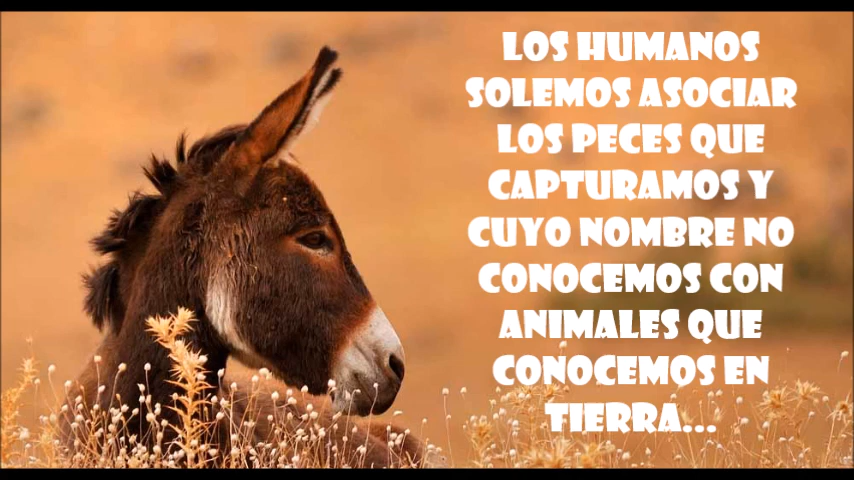 LOS HUMANOS
SOLEMOS ASOCIAR
LOS PECES QUE
CAPTURAMOS Y
CUYO NOMBRE NO
CONOCEMOS CON
ANIMALES QUE
CONOCEMOS EN
TIERRA...